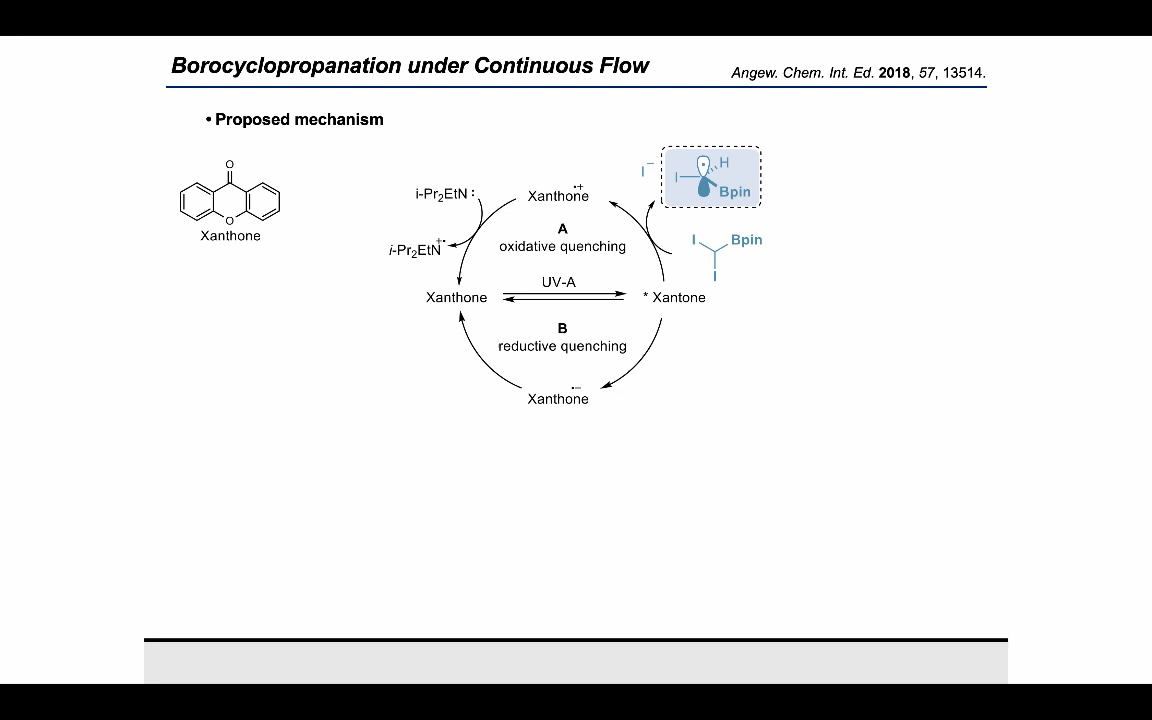 Borocyclopropanation under Continuous Flow
Angew. Chem. Int. Ed. 2018, 57, 13514.
• Proposed mechanism
O
O
Xanthone
i-Pr₂EtN :
i-Pr₂EtN +•
Xanthone •+
A
oxidative quenching
I⁻
I
H
Bpin
I
Bpin
I
Xanthone
UV-A
* Xantone
B
reductive quenching
Xanthone •–